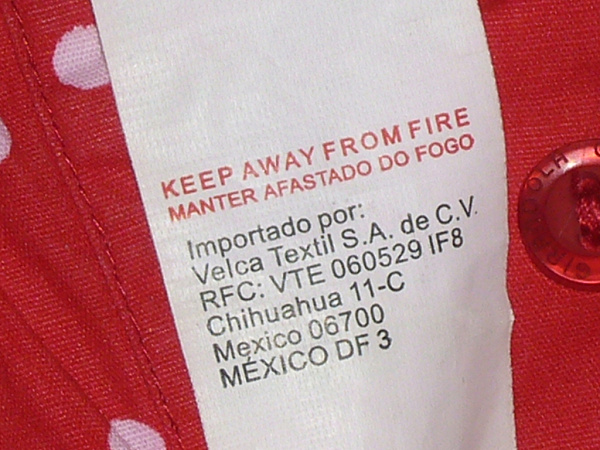 KEEP AWAY FROM FIRE
MANTER AFASTADO DO FOGO
Importado por:
Velca Textil S.A. de C.V.
RFC: VTE 060529 IF8
Chihuahua 11-C
Mexico 06700
MÉXICO DF 3